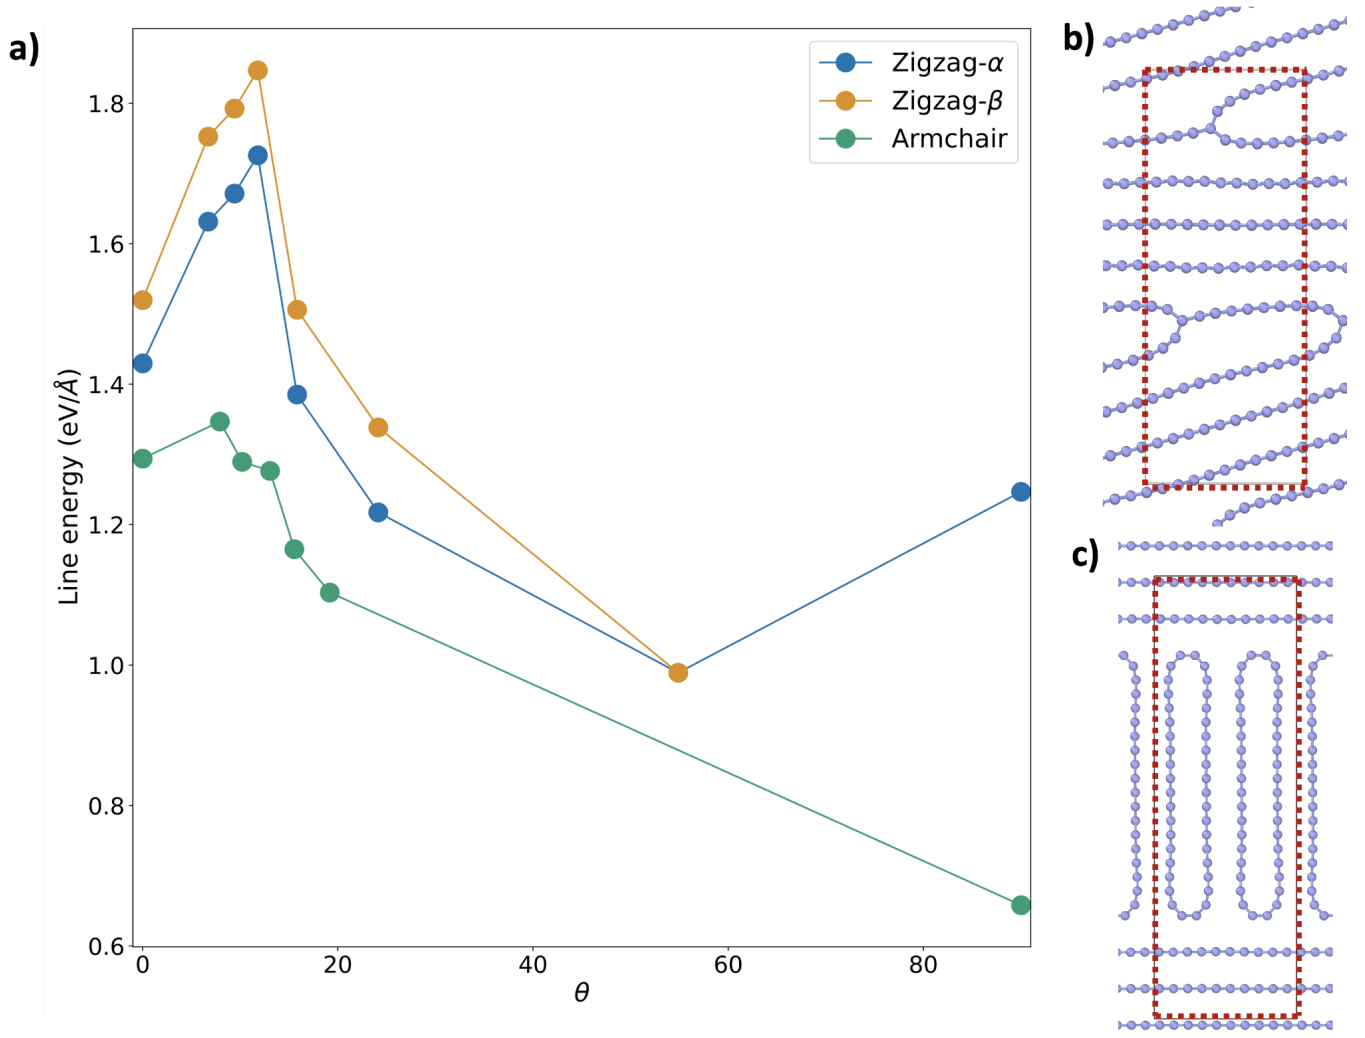 a)
1.8
1.6
1.4
1.2
1.0
0.8
0.6
Line energy (eV/Å)
0 20 40 60 80
θ
Zigzag-α
Zigzag-β
Armchair
b)
c)